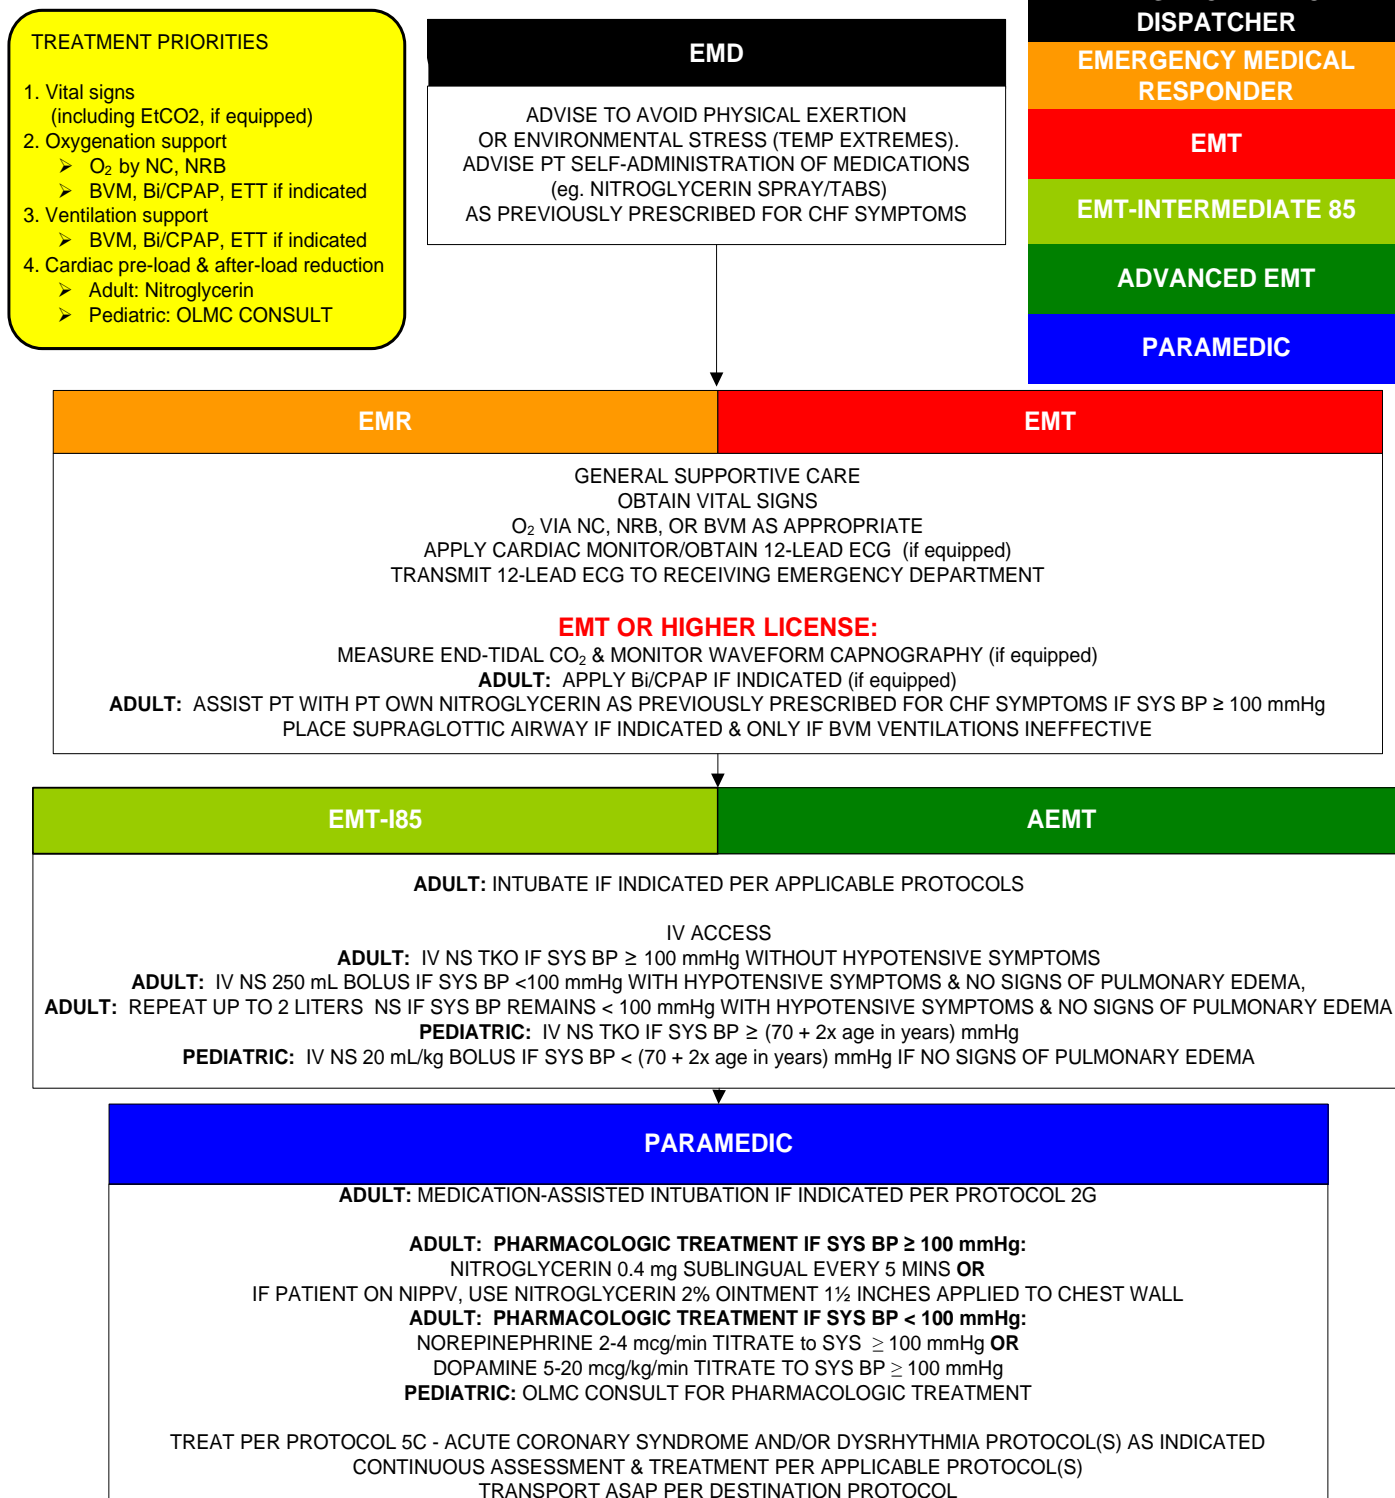 TREATMENT PRIORITIES
1. Vital signs
(including EtCO2, if equipped)
2. Oxygenation support
➢ O₂ by NC, NRB
➢ BVM, Bi/CPAP, ETT if indicated
3. Ventilation support
➢ BVM, Bi/CPAP, ETT if indicated
4. Cardiac pre-load & after-load reduction
➢ Adult: Nitroglycerin
➢ Pediatric: OLMC CONSULT
EMD
ADVISE TO AVOID PHYSICAL EXERTION
OR ENVIRONMENTAL STRESS (TEMP EXTREMES).
ADVISE PT SELF-ADMINISTRATION OF MEDICATIONS
(eg. NITROGLYCERIN SPRAY/TABS)
AS PREVIOUSLY PRESCRIBED FOR CHF SYMPTOMS
DISPATCHER
EMERGENCY MEDICAL
RESPONDER
EMT
EMT-INTERMEDIATE 85
ADVANCED EMT
PARAMEDIC
EMR
EMT
GENERAL SUPPORTIVE CARE
OBTAIN VITAL SIGNS
O₂ VIA NC, NRB, OR BVM AS APPROPRIATE
APPLY CARDIAC MONITOR/OBTAIN 12-LEAD ECG (if equipped)
TRANSMIT 12-LEAD ECG TO RECEIVING EMERGENCY DEPARTMENT
EMT OR HIGHER LICENSE:
MEASURE END-TIDAL CO₂ & MONITOR WAVEFORM CAPNOGRAPHY (if equipped)
ADULT: APPLY Bi/CPAP IF INDICATED (if equipped)
ADULT: ASSIST PT WITH PT OWN NITROGLYCERIN AS PREVIOUSLY PRESCRIBED FOR CHF SYMPTOMS IF SYS BP ≥ 100 mmHg
PLACE SUPRAGLOTTIC AIRWAY IF INDICATED & ONLY IF BVM VENTILATIONS INEFFECTIVE
EMT-I85
AEMT
ADULT: INTUBATE IF INDICATED PER APPLICABLE PROTOCOLS
IV ACCESS
ADULT: IV NS TKO IF SYS BP ≥ 100 mmHg WITHOUT HYPOTENSIVE SYMPTOMS
ADULT: IV NS 250 mL BOLUS IF SYS BP <100 mmHg WITH HYPOTENSIVE SYMPTOMS & NO SIGNS OF PULMONARY EDEMA,
ADULT: REPEAT UP TO 2 LITERS NS IF SYS BP REMAINS < 100 mmHg WITH HYPOTENSIVE SYMPTOMS & NO SIGNS OF PULMONARY EDEMA
PEDIATRIC: IV NS TKO IF SYS BP ≥ (70 + 2x age in years) mmHg
PEDIATRIC: IV NS 20 mL/kg BOLUS IF SYS BP < (70 + 2x age in years) mmHg IF NO SIGNS OF PULMONARY EDEMA
PARAMEDIC
ADULT: MEDICATION-ASSISTED INTUBATION IF INDICATED PER PROTOCOL 2G
ADULT: PHARMACOLOGIC TREATMENT IF SYS BP ≥ 100 mmHg:
NITROGLYCERIN 0.4 mg SUBLINGUAL EVERY 5 MINS OR
IF PATIENT ON NIPPV, USE NITROGLYCERIN 2% OINTMENT 1½ INCHES APPLIED TO CHEST WALL
ADULT: PHARMACOLOGIC TREATMENT IF SYS BP < 100 mmHg:
NOREPINEPHRINE 2-4 mcg/min TITRATE to SYS ≥ 100 mmHg OR
DOPAMINE 5-20 mcg/kg/min TITRATE TO SYS BP ≥ 100 mmHg
PEDIATRIC: OLMC CONSULT FOR PHARMACOLOGIC TREATMENT
TREAT PER PROTOCOL 5C - ACUTE CORONARY SYNDROME AND/OR DYSRHYTHMIA PROTOCOL(S) AS INDICATED
CONTINUOUS ASSESSMENT & TREATMENT PER APPLICABLE PROTOCOL(S)
TRANSPORT ASAP PER DESTINATION PROTOCOL